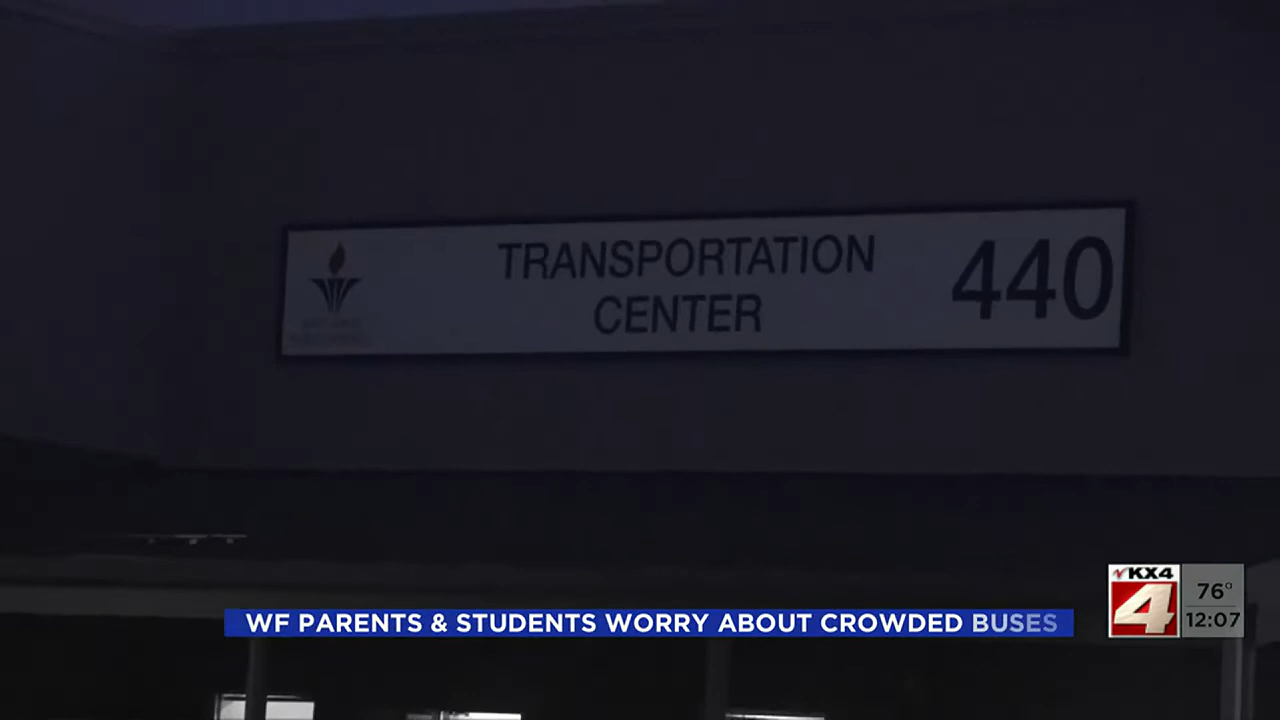 TRANSPORTATION
CENTER
440
WF PARENTS & STUDENTS WORRY ABOUT CROWDED BUSES
KX4
4
76°
12:07